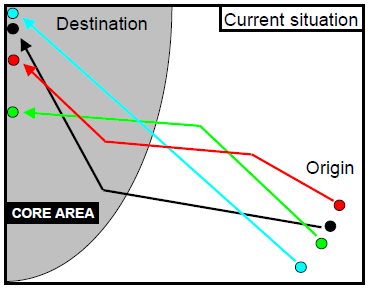 Current situation
Destination
Origin
CORE AREA